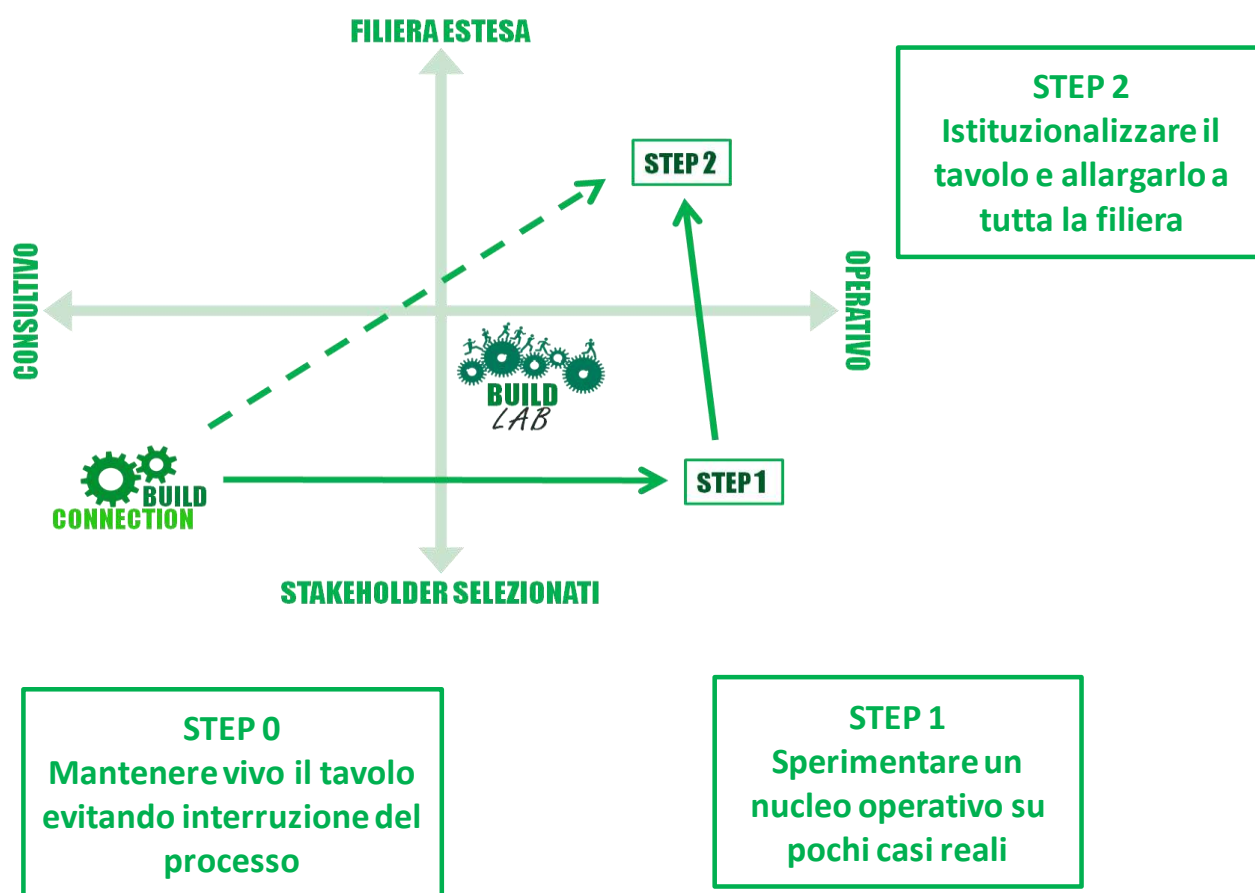 FILIERA ESTESA
STEP 2
Istituzionalizzare il
tavolo e allargarlo a
tutta la filiera
STEP 2
CONSULTIVO
OPERATIVO
BUILD
LAB
BUILD
CONNECTION
STEP 1
STAKEHOLDER SELEZIONATI
STEP 0
Mantenere vivo il tavolo
evitando interruzione del
processo
STEP 1
Sperimentare un
nucleo operativo su
pochi casi reali